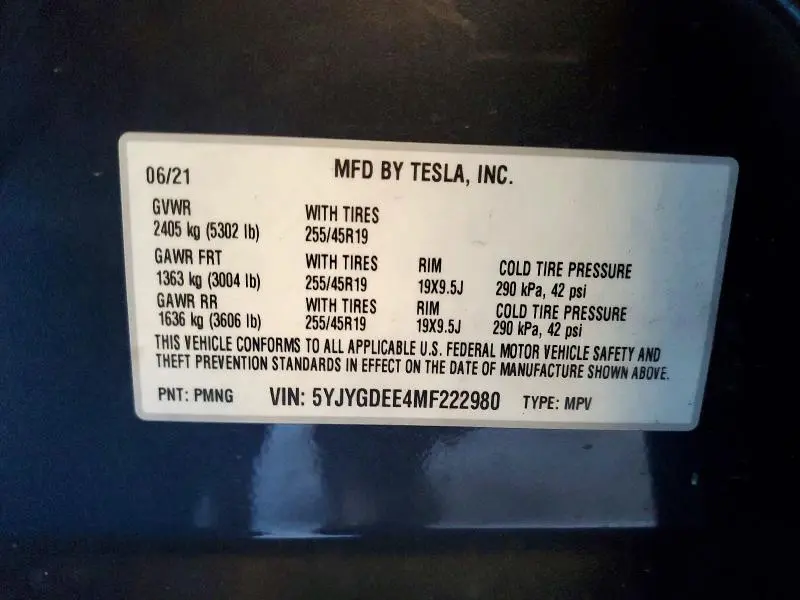 06/21 MFD BY TESLA, INC.
GVWR WITH TIRES
2405 kg (5302 lb) 255/45R19
GAWR FRT WITH TIRES RIM COLD TIRE PRESSURE
1363 kg (3004 lb) 255/45R19 19X9.5J 290 kPa, 42 psi
GAWR RR WITH TIRES RIM COLD TIRE PRESSURE
1636 kg (3606 lb) 255/45R19 19X9.5J 290 kPa, 42 psi
THIS VEHICLE CONFORMS TO ALL APPLICABLE U.S. FEDERAL MOTOR VEHICLE SAFETY AND
THEFT PREVENTION STANDARDS IN EFFECT ON THE DATE OF MANUFACTURE SHOWN ABOVE.
PNT: PMNG VIN: 5YJYGDEE4MF222980 TYPE: MPV